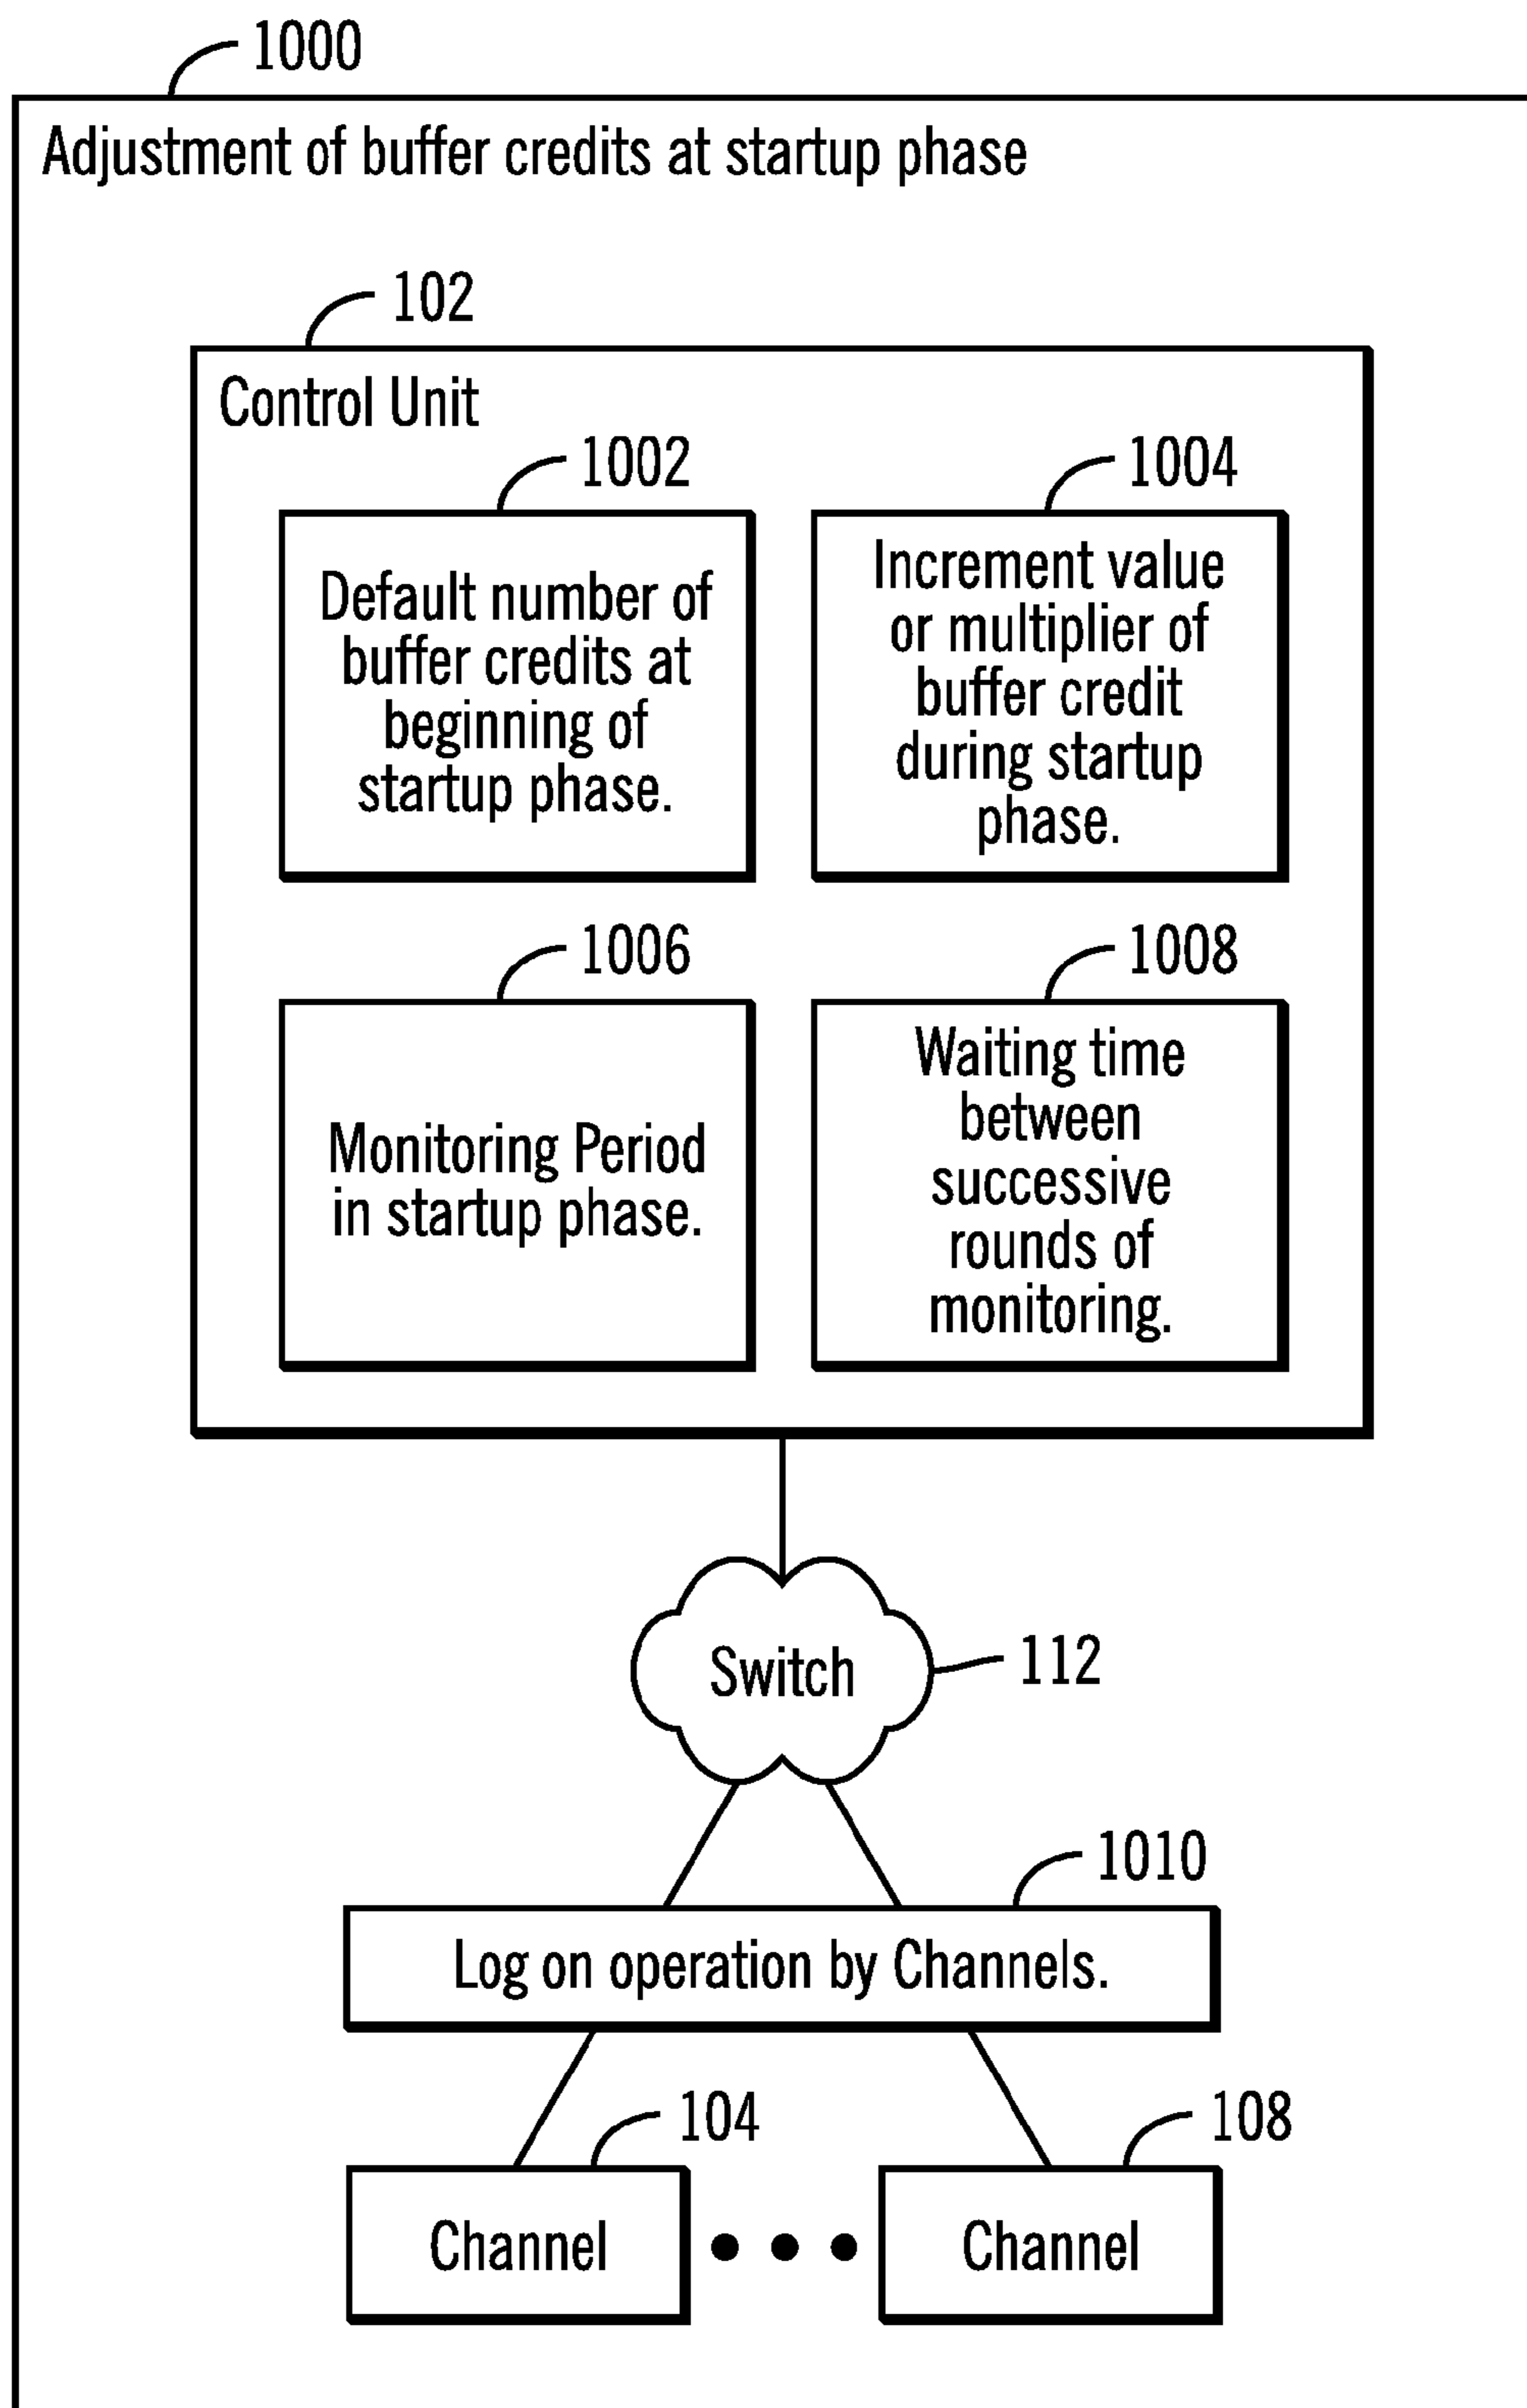 1000
Adjustment of buffer credits at startup phase
102
Control Unit
1002
Default number of
buffer credits at
beginning of
startup phase.
1004
Increment value
or multiplier of
buffer credit
during startup
phase.
1006
Monitoring Period
in startup phase.
1008
Waiting time
between
successive
rounds of
monitoring.
Switch
112
1010
Log on operation by Channels.
104
Channel
108
Channel